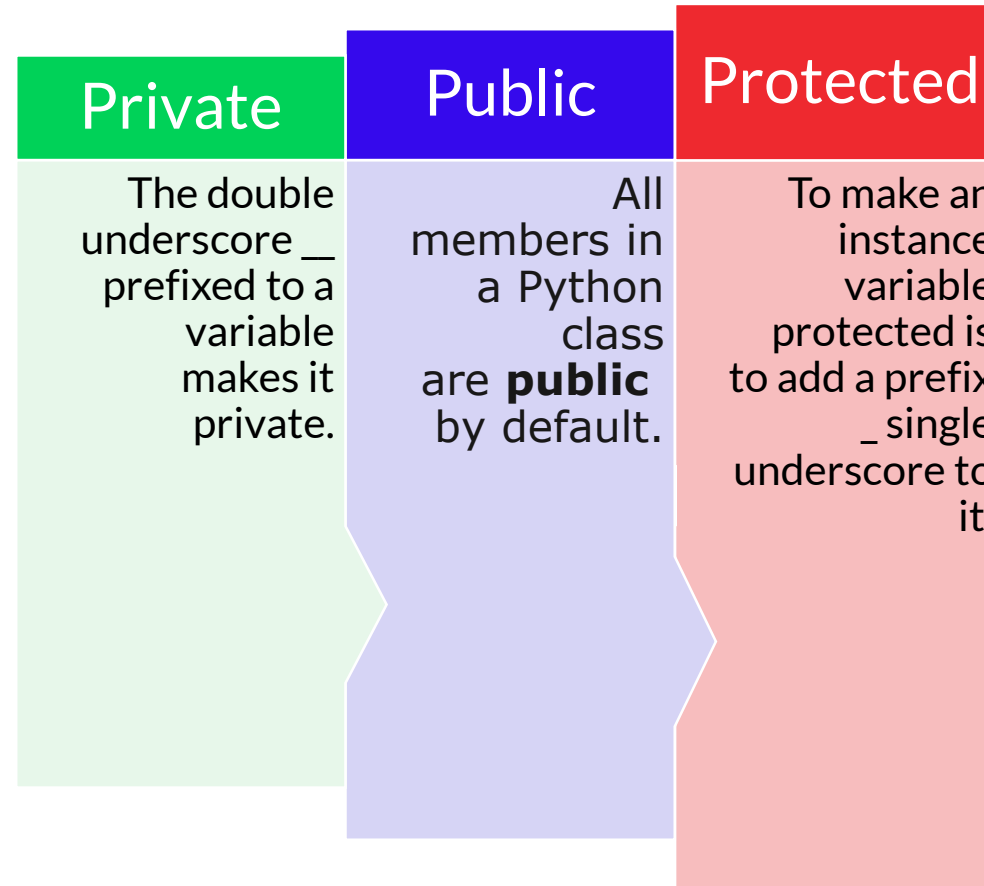 Private
The double
underscore __
prefixed to a
variable
makes it
private.
Public
All
members in
a Python
class
are public
by default.
Protected
To make an
instance
variable
protected is
to add a prefix
_ single
underscore to
it